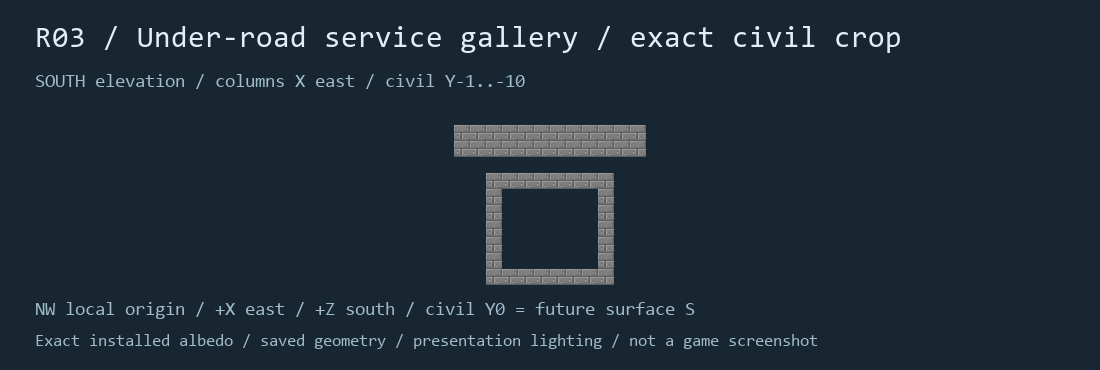 R03 / Under-road service gallery / exact civil crop
SOUTH elevation / columns X east / civil Y-1..-10
NW local origin / +X east / +Z south / civil Y0 = future surface S
Exact installed albedo / saved geometry / presentation lighting / not a game screenshot